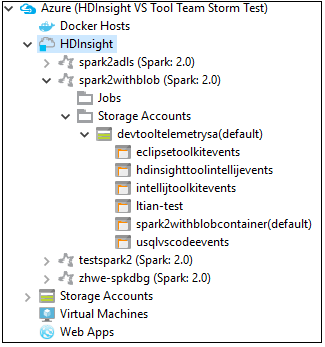 Azure (HDInsight VS Tool Team Storm Test)
Docker Hosts
HDInsight
spark2adls (Spark: 2.0)
spark2withblob (Spark: 2.0)
Jobs
Storage Accounts
devtooltelemetrysa(default)
eclipsetoolkitevents
hdinsighttoolintellijevents
intellijtoolkitevents
ltian-test
spark2withblobcontainer(default)
usqlvscodeevents
testspark2 (Spark: 2.0)
zhwe-spkdbg (Spark: 2.0)
Storage Accounts
Virtual Machines
Web Apps